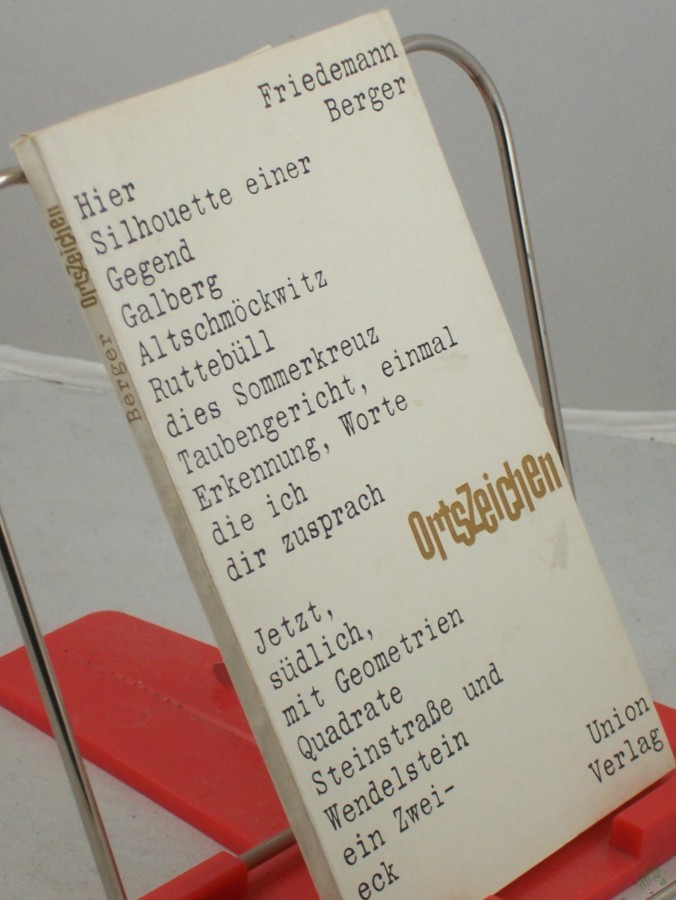 Friedemann
Berger
Hier
Silhouette einer
Gegend
Galberg
Altschmöckwitz
Ruttebüll
dies Sommerkreuz
Taubengericht, einmal
Erkennung, Worte
die ich
dir zusprach
OrtsZeichen
Jetzt,
südlich,
mit Geometrien
Quadrate
Steinstraße und
Wendelstein
ein Zwei-
eck
Union
Verlag
Berger OrtsZeichen